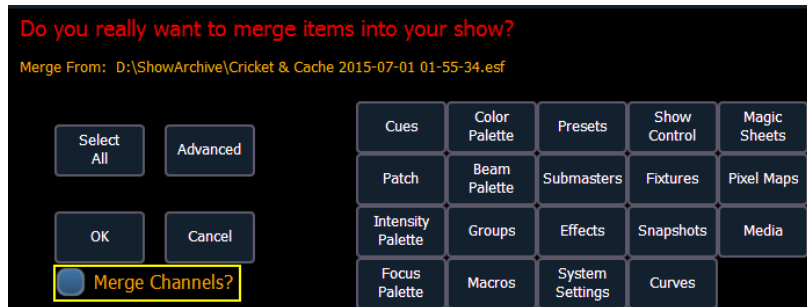 Do you really want to merge items into your show?
Merge From: D:\ShowArchive\Cricket & Cache 2015-07-01 01-55-34.esf
Select
All
Advanced
OK
Cancel
Merge Channels?
Cues
Color
Palette
Presets
Show
Control
Magic
Sheets
Patch
Beam
Palette
Submasters
Fixtures
Pixel Maps
Intensity
Palette
Groups
Effects
Snapshots
Media
Focus
Palette
Macros
System
Settings
Curves